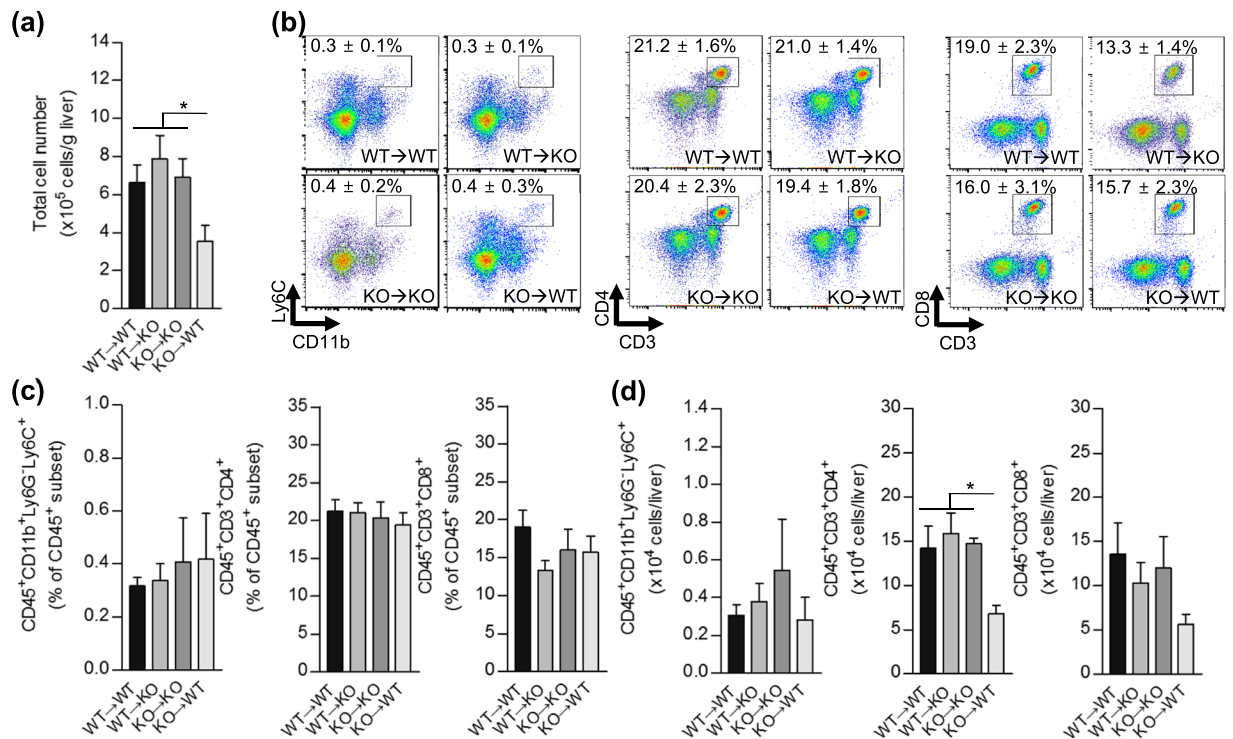 (a)
Total cell number
(x10⁵ cells/g liver)
14
12
10
8
6
4
2
0
*
WT→WT
WT→KO
KO→KO
KO→WT
(b)
0.3 ± 0.1%
WT→WT
0.3 ± 0.1%
WT→KO
0.4 ± 0.2%
KO→KO
0.4 ± 0.3%
KO→WT
Ly6C
CD11b
21.2 ± 1.6%
WT→WT
21.0 ± 1.4%
WT→KO
20.4 ± 2.3%
KO→KO
19.4 ± 1.8%
KO→WT
CD4
CD3
19.0 ± 2.3%
WT→WT
13.3 ± 1.4%
WT→KO
16.0 ± 3.1%
KO→KO
15.7 ± 2.3%
KO→WT
CD8
CD3
(c)
CD45⁺CD11b⁺Ly6G⁻Ly6C⁺
(% of CD45⁺ subset)
1.0
0.8
0.6
0.4
0.2
0.0
WT→WT
WT→KO
KO→KO
KO→WT
CD45⁺CD3⁺CD4⁺
(% of CD45⁺ subset)
35
30
25
20
15
10
5
0
WT→WT
WT→KO
KO→KO
KO→WT
CD45⁺CD3⁺CD8⁺
(% of CD45⁺ subset)
35
30
25
20
15
10
5
0
WT→WT
WT→KO
KO→KO
KO→WT
(d)
CD45⁺CD11b⁺Ly6G⁻Ly6C⁺
(x10⁴ cells/liver)
1.4
1.2
1.0
0.8
0.6
0.4
0.2
0.0
WT→WT
WT→KO
KO→KO
KO→WT
CD45⁺CD3⁺CD4⁺
(x10⁴ cells/liver)
30
25
20
15
10
5
0
*
WT→WT
WT→KO
KO→KO
KO→WT
CD45⁺CD3⁺CD8⁺
(x10⁴ cells/liver)
30
25
20
15
10
5
0
WT→WT
WT→KO
KO→KO
KO→WT